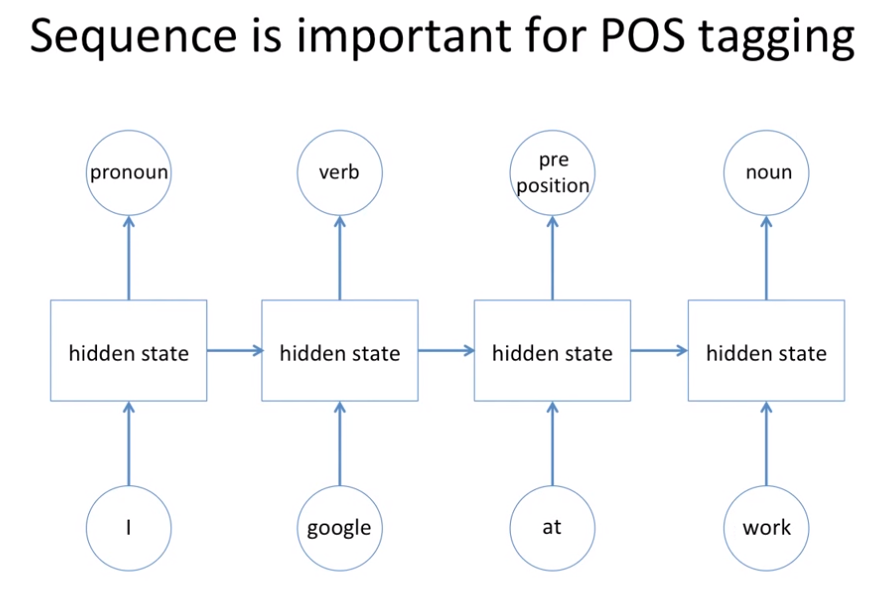 Sequence is important for POS tagging
pronoun
verb
pre
position
noun
hidden state
hidden state
hidden state
hidden state
I
google
at
work